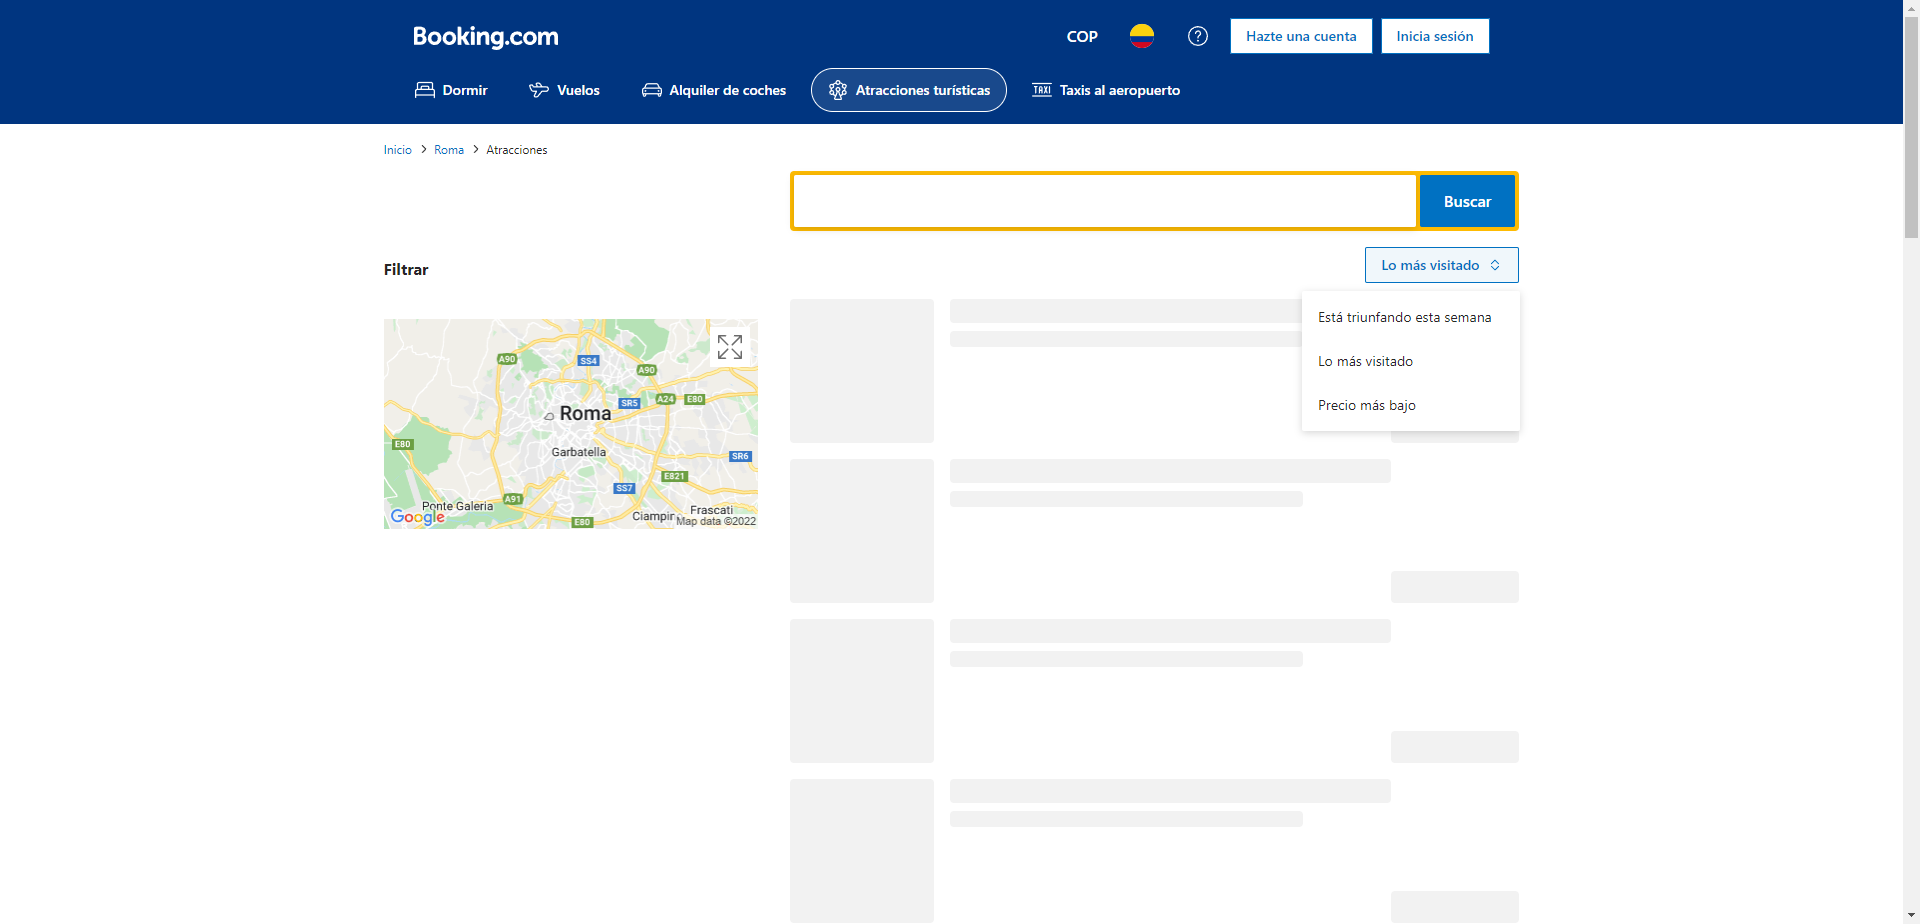 Booking.com
COP
Hazte una cuenta
Inicia sesión
Dormir
Vuelos
Alquiler de coches
Atracciones turísticas
TAXI
Taxis al aeropuerto
Inicio
Roma
Atracciones
Buscar
Filtrar
Lo más visitado
Está triunfando esta semana
Lo más visitado
Precio más bajo
A90
SS4
A90
SR5
A24
E80
Roma
E80
Garbatella
SR6
E821
SS7
A91
Ponte Galeria
Frascati
Ciampin
E80
Google
Map data ©2022